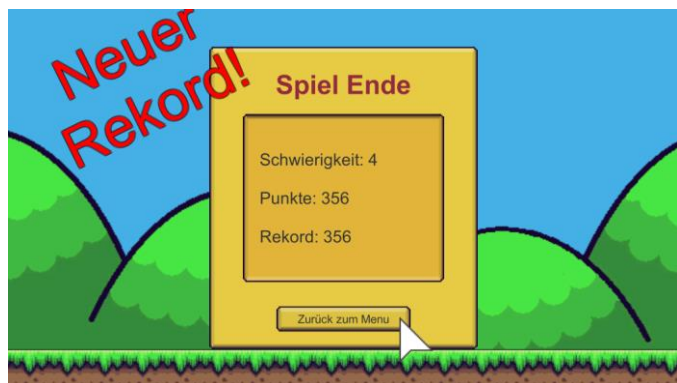 Neuer
Rekord!
Spiel Ende
Schwierigkeit: 4
Punkte: 356
Rekord: 356
Zurück zum Menu